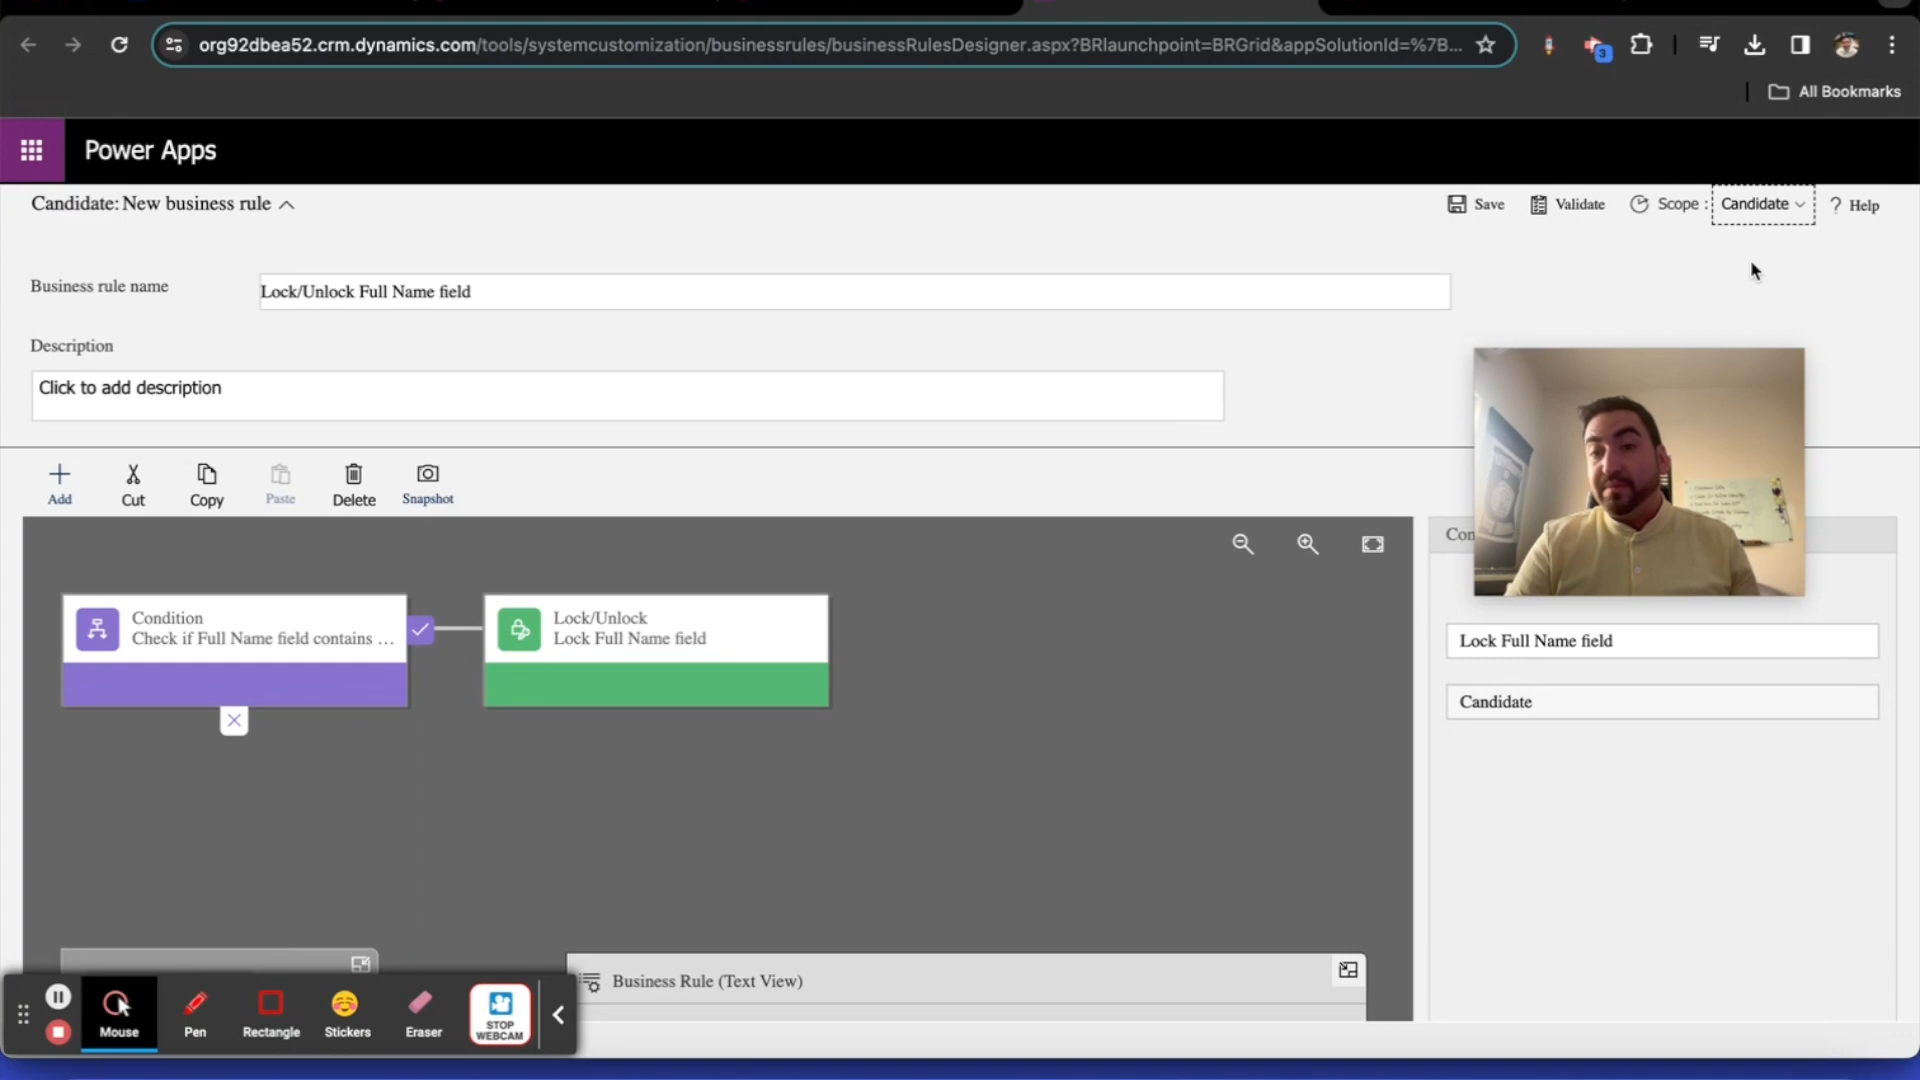 org92dbea52.crm.dynamics.com/tools/systemcustomization/businessrules/businessRulesDesigner.aspx?BRlaunchpoint=BRGrid&appSolutionId=%7B...
3
All Bookmarks
Power Apps
Candidate: New business rule
Save
Validate
Scope :
Candidate
? Help
Business rule name
Lock/Unlock Full Name field
Description
Click to add description
Add
Cut
Copy
Paste
Delete
Snapshot
Con
Condition
Check if Full Name field contains ...
Lock/Unlock
Lock Full Name field
Lock Full Name field
Candidate
Business Rule (Text View)
Mouse
Pen
Rectangle
Stickers
Eraser
STOP
WEBCAM